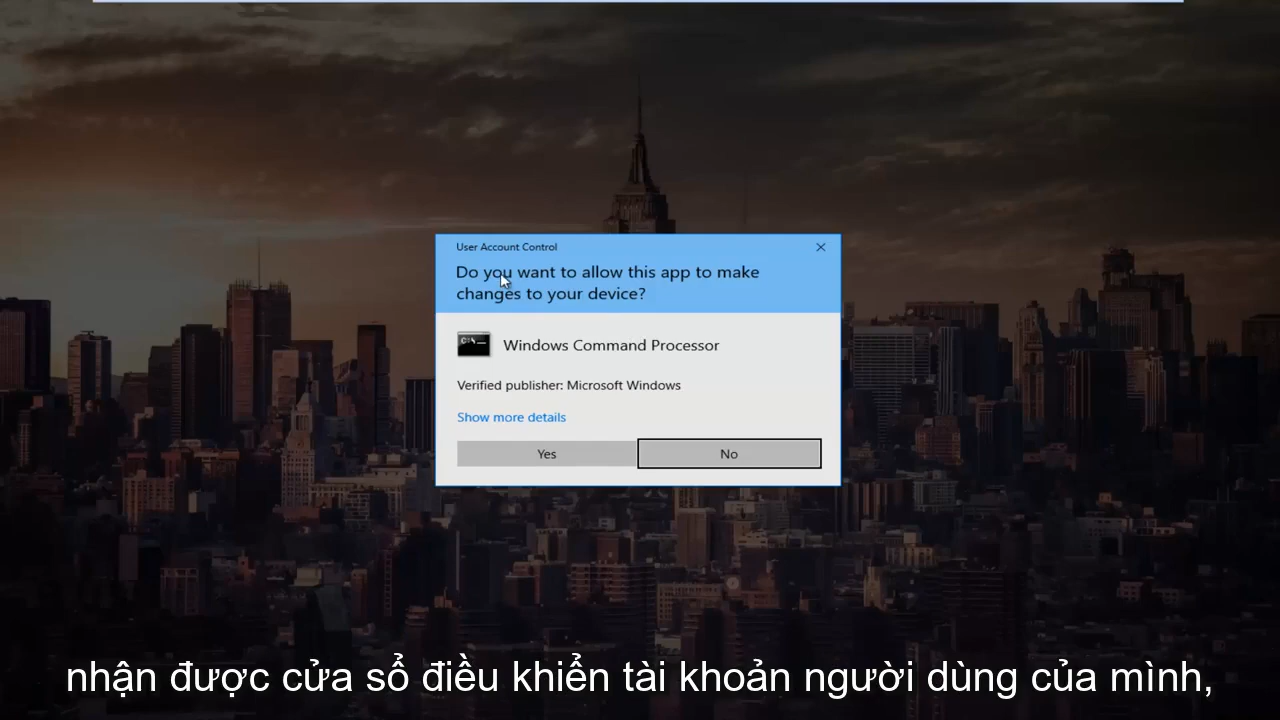 User Account Control
Do you want to allow this app to make
changes to your device?
C:\
Windows Command Processor
Verified publisher: Microsoft Windows
Show more details
Yes
No
nhận được cửa sổ điều khiển tài khoản người dùng của mình,